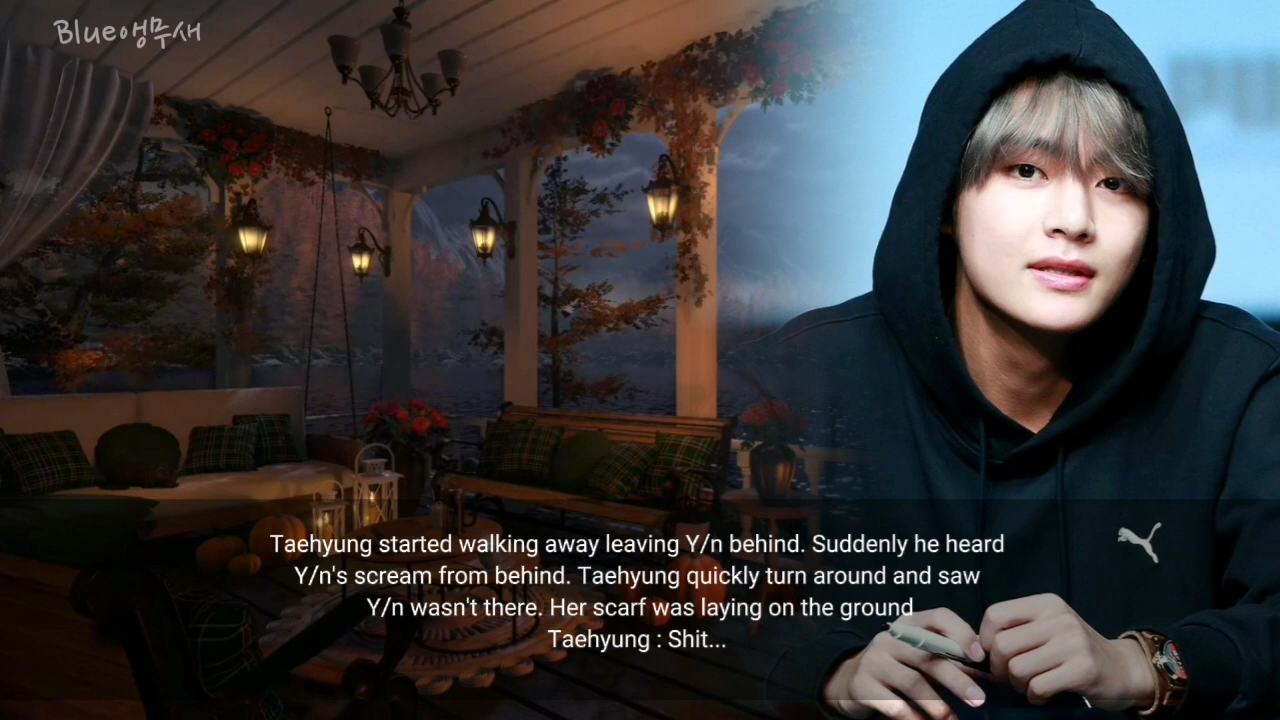 Blue앵무새
Taehyung started walking away leaving Y/n behind. Suddenly he heard
Y/n's scream from behind. Taehyung quickly turn around and saw
Y/n wasn't there. Her scarf was laying on the ground
Taehyung : Shit...